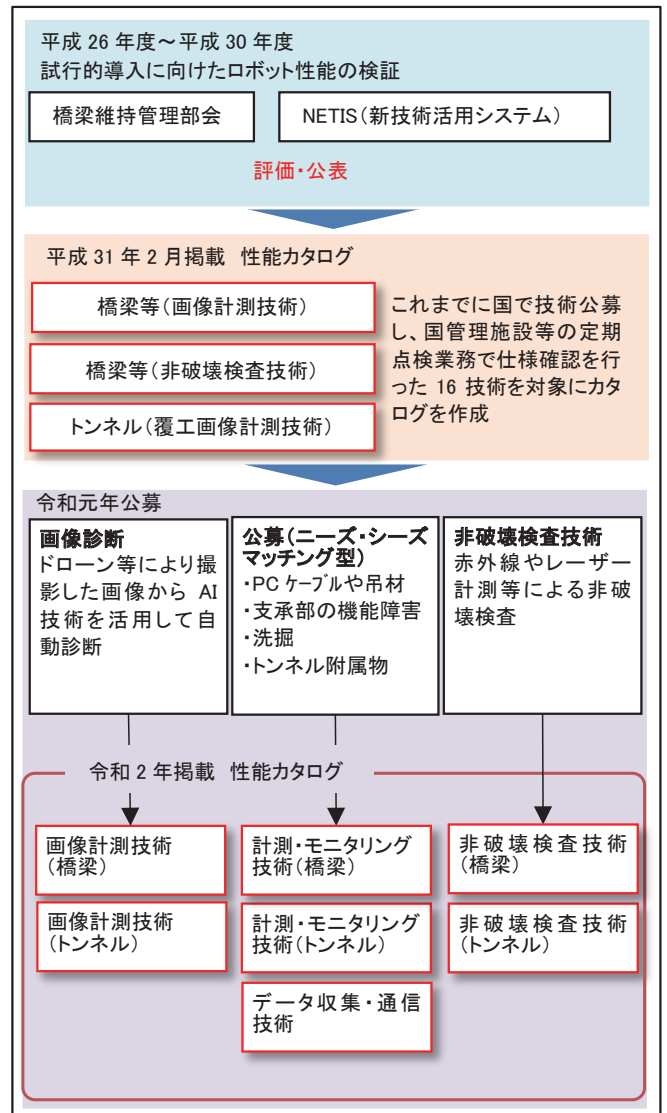 平成 26 年度～平成 30 年度
試行的導入に向けたロボット性能の検証
橋梁維持管理部会
NETIS（新技術活用システム）
評価・公表
平成 31 年 2 月掲載 性能カタログ
橋梁等（画像計測技術）
橋梁等（非破壊検査技術）
トンネル（覆工画像計測技術）
これまでに国で技術公募
し、国管理施設等の定期
点検業務で仕様確認を行
った 16 技術を対象にカタ
ログを作成
令和元年公募
画像診断
ドローン等により撮
影した画像から AI
技術を活用して自
動診断
公募（ニーズ・シーズ
マッチング型）
・PC ケーブルや吊材
・支承部の機能障害
・洗掘
・トンネル附属物
非破壊検査技術
赤外線やレーザー
計測等による非破
壊検査
令和 2 年掲載 性能カタログ
画像計測技術
（橋梁）
画像計測技術
（トンネル）
計測・モニタリング
技術（橋梁）
計測・モニタリング
技術（トンネル）
データ収集・通信
技術
非破壊検査技術
（橋梁）
非破壊検査技術
（トンネル）